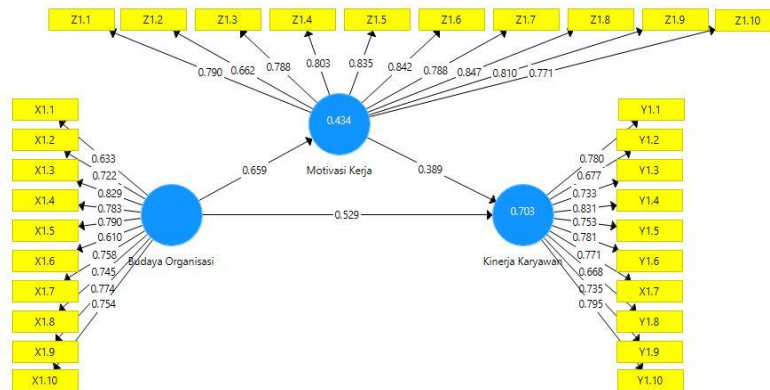 Z1.1 Z1.2 Z1.3 Z1.4 Z1.5 Z1.6 Z1.7 Z1.8 Z1.9 Z1.10
0.790 0.662 0.788 0.803 0.835 0.842 0.788 0.847 0.810 0.771
0.434
Motivasi Kerja
X1.1
X1.2
X1.3
X1.4
X1.5
X1.6
X1.7
X1.8
X1.9
X1.10
0.633
0.722
0.829
0.783
0.790
0.610
0.758
0.745
0.774
0.754
Budaya Organisasi
0.659
0.389
0.529
0.703
Kinerja Karyawan
0.780
0.677
0.733
0.831
0.753
0.781
0.771
0.668
0.735
0.795
Y1.1
Y1.2
Y1.3
Y1.4
Y1.5
Y1.6
X1.7
Y1.8
Y1.9
Y1.10